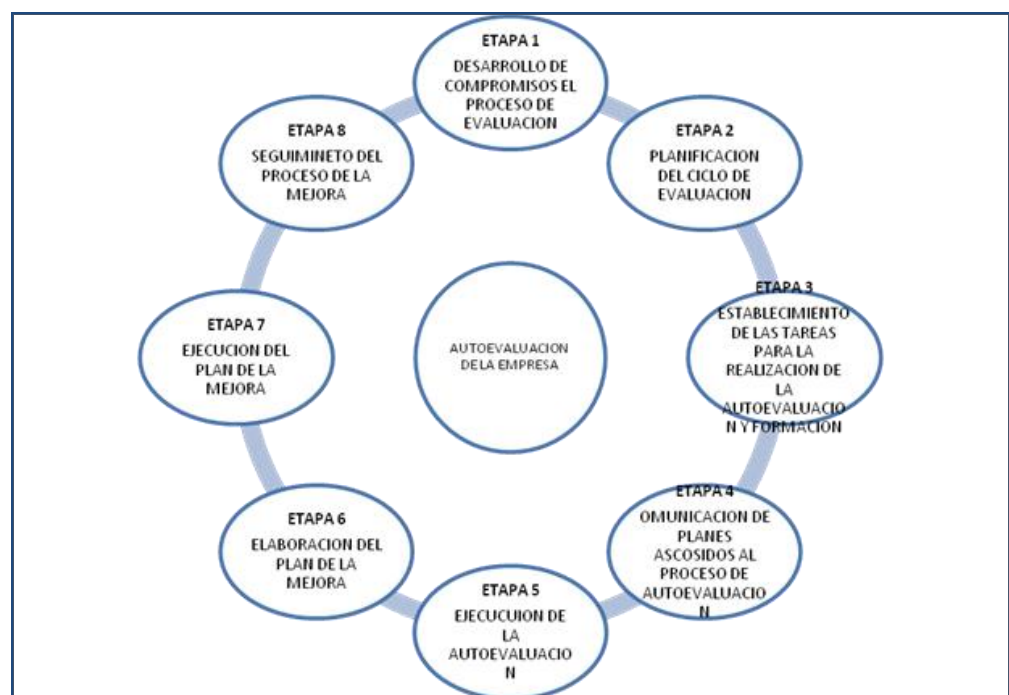 ETAPA 1
DESARROLLO DE
COMPROMISOS EL
PROCESO DE
EVALUACION
ETAPA 2
PLANIFICACION
DEL CICLO DE
EVALUACION
ETAPA 3
ESTABLECIMIENTO
DE LAS TAREAS
PARA LA
REALIZACION DE
LA
AUTOEVALUACIO
N Y FORMACION
ETAPA 4
OMUNICACION DE
PLANES
ASCOSIDOS AL
PROCESO DE
AUTOEVALUACIO
N
ETAPA 5
EJECUCUION DE
LA
AUTOEVALUACIO
N
ETAPA 6
ELABORACION DEL
PLAN DE LA
MEJORA
ETAPA 7
EJECUCION DEL
PLAN DE LA
MEJORA
ETAPA 8
SEGUIMINETO DEL
PROCESO DE LA
MEJORA
AUTOEVALUACION
DE LA EMPRESA